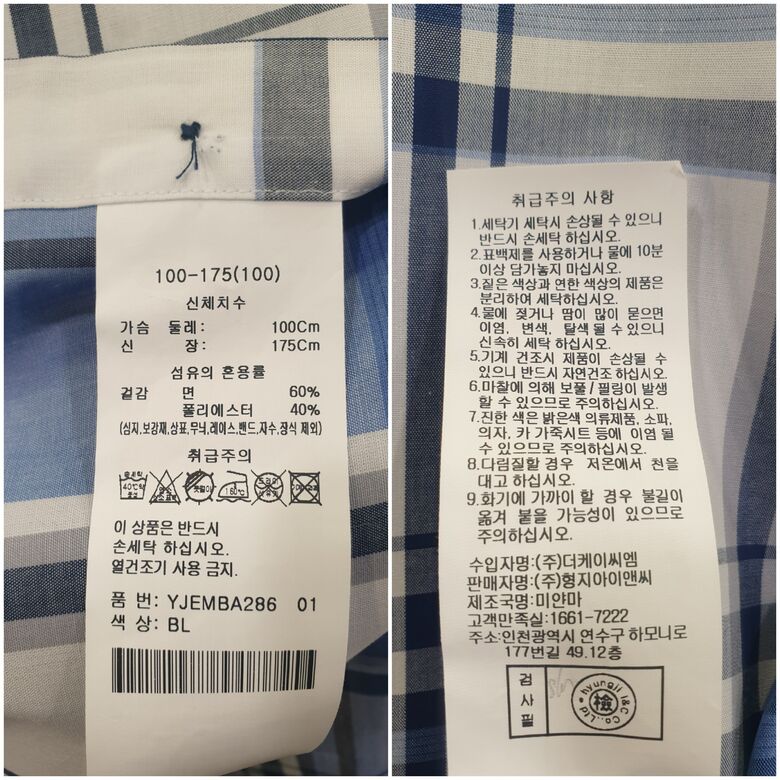 100-175(100)
신체치수
가슴 둘레: 100Cm
신 장: 175Cm
섬유의 혼용률
겉감 면 60%
폴리에스터 40%
(심지,보강재,상표,무늬,레이스,밴드,자수,장식 제외)
취급주의
40℃
160℃
이 상품은 반드시
손세탁 하십시오.
열건조기 사용 금지.
품 번: YJEMBA286 01
색 상: BL
취급주의 사항
1.세탁기 세탁시 손상될 수 있으니
반드시 손세탁 하십시오.
2.표백제를 사용하거나 물에 10분
이상 담가놓지 마십시오.
3.짙은 색상과 연한 색상의 제품은
분리하여 세탁하십시오.
4.물에 젖거나 땀이 많이 묻으면
이염, 변색, 탈색 될 수 있으니
신속히 세탁 하십시오.
5.기계 건조시 제품이 손상될 수
있으니 반드시 자연건조 하십시오.
6.마찰에 의해 보풀/필링이 발생
할 수 있으므로 주의하십시오.
7.진한 색은 밝은색 의류제품, 소파,
의자, 카 가죽시트 등에 이염 될
수 있으므로 주의하십시오.
8.다림질할 경우 저온에서 천을
대고 하십시오.
9.화기에 가까이 할 경우 불길이
옮겨 붙을 가능성이 있으므로
주의하십시오.
수입자명:(주)더케이씨엠
판매자명:(주)형지아이앤씨
제조국명:미얀마
고객만족실:1661-7222
주소:인천광역시 연수구 하모니로
177번길 49.12층
검사필
hyungji I&C Co.,Ltd
檢